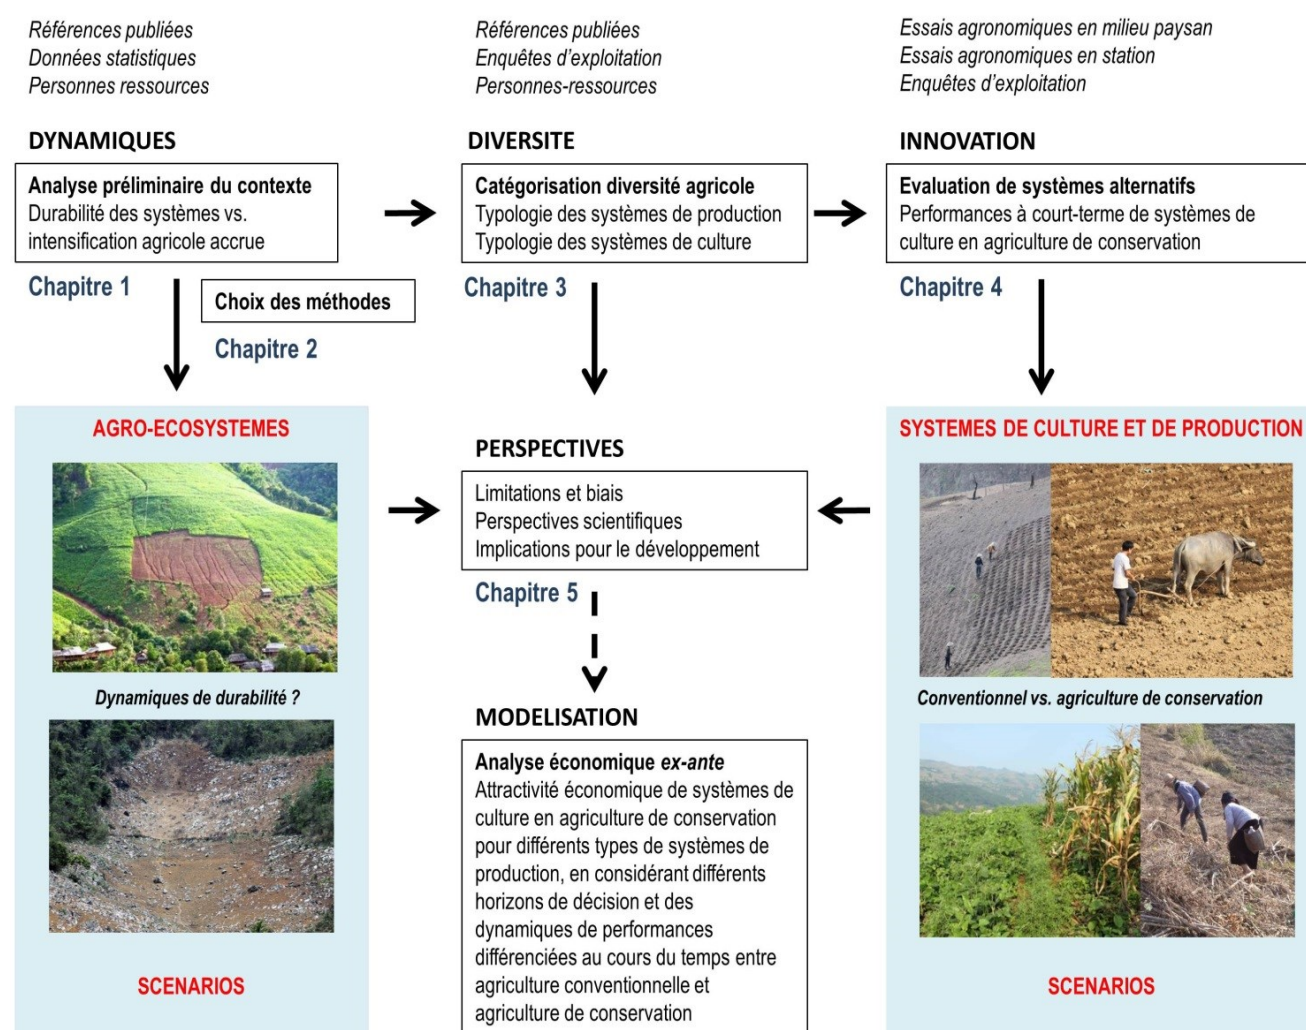 Références publiées
Données statistiques
Personnes ressources
Références publiées
Enquêtes d'exploitation
Personnes-ressources
Essais agronomiques en milieu paysan
Essais agronomiques en station
Enquêtes d'exploitation
DYNAMIQUES
Analyse préliminaire du contexte
Durabilité des systèmes vs.
intensification agricole accrue
Chapitre 1
Choix des méthodes
Chapitre 2
DIVERSITE
Catégorisation diversité agricole
Typologie des systèmes de production
Typologie des systèmes de culture
Chapitre 3
INNOVATION
Evaluation de systèmes alternatifs
Performances à court-terme de systèmes de
culture en agriculture de conservation
Chapitre 4
AGRO-ECOSYSTEMES
Dynamiques de durabilité ?
SCENARIOS
PERSPECTIVES
Limitations et biais
Perspectives scientifiques
Implications pour le développement
Chapitre 5
MODELISATION
Analyse économique ex-ante
Attractivité économique de systèmes de
culture en agriculture de conservation
pour différents types de systèmes de
production, en considérant différents
horizons de décision et des
dynamiques de performances
différenciées au cours du temps entre
agriculture conventionnelle et
agriculture de conservation
SYSTEMES DE CULTURE ET DE PRODUCTION
Conventionnel vs. agriculture de conservation
SCENARIOS